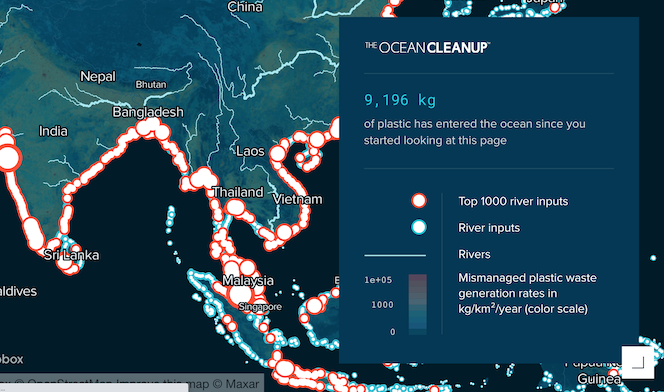 China
Japan
THE OCEAN CLEANUP™
Nepal
Bhutan
9,196 kg
Bangladesh
of plastic has entered the ocean since you
started looking at this page
India
Laos
Thailand
Vietnam
Top 1000 river inputs
River inputs
Sri Lanka
Rivers
1e+05
Mismanaged plastic waste
generation rates in
kg/km²/year (color scale)
Malaysia
aldives
1000
Singapore
0
box
© OpenStreetMap Improve this map © Maxar
Guinea